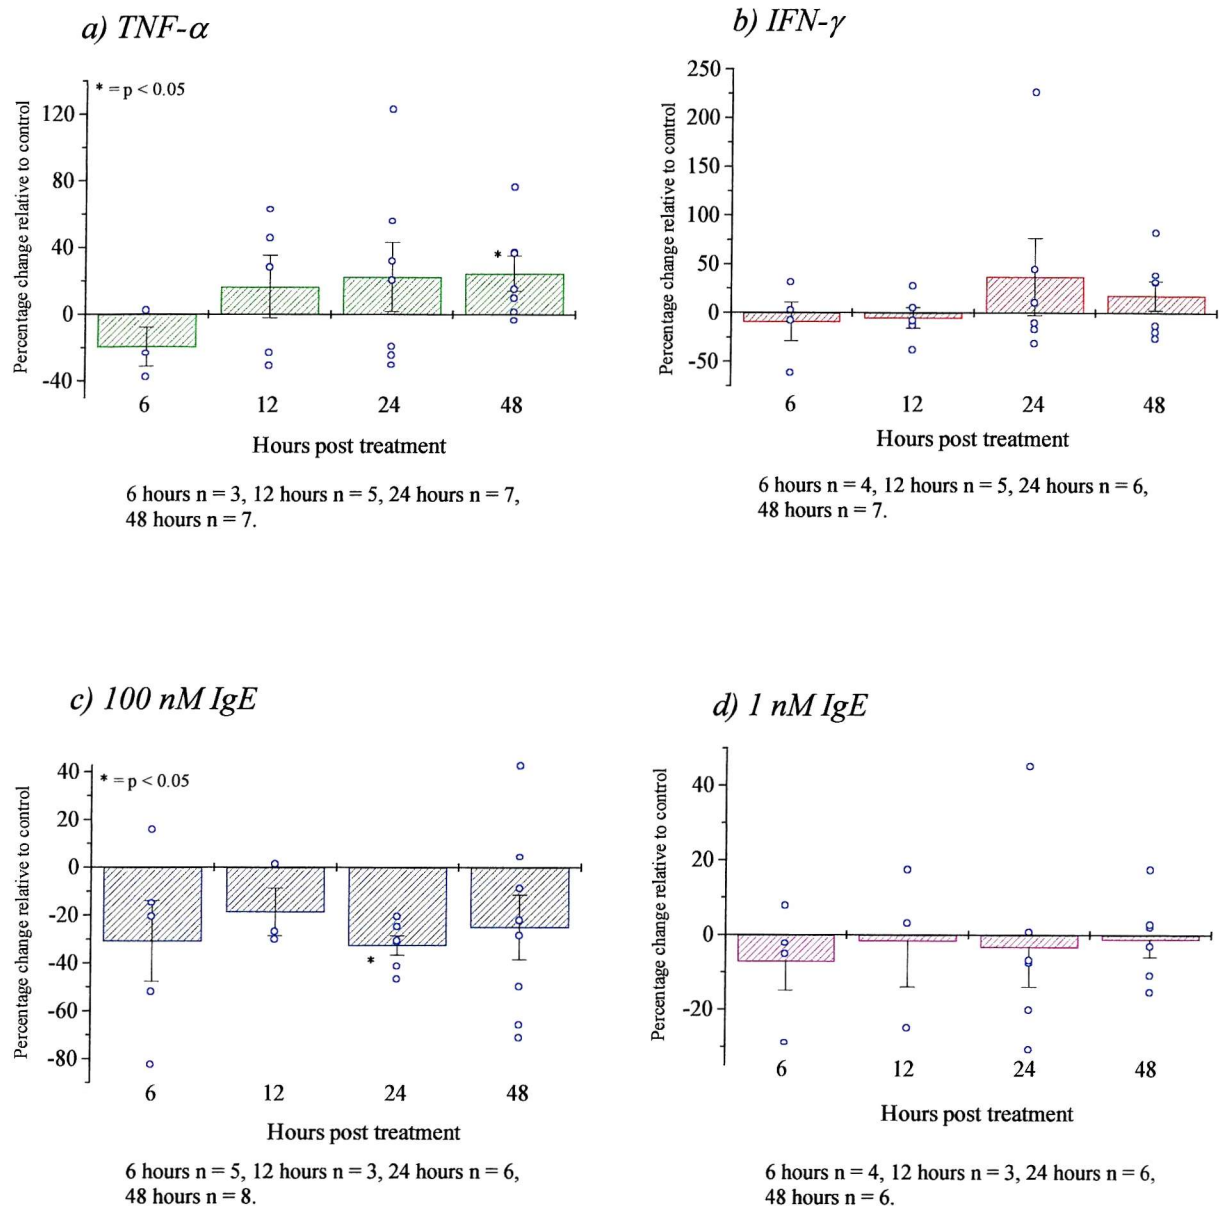 a) TNF-α
* = p < 0.05
Percentage change relative to control
120
80
40
0
-40
*
6 12 24 48
Hours post treatment
6 hours n = 3, 12 hours n = 5, 24 hours n = 7,
48 hours n = 7.
b) IFN-γ
Percentage change relative to control
250
200
150
100
50
0
-50
6 12 24 48
Hours post treatment
6 hours n = 4, 12 hours n = 5, 24 hours n = 6,
48 hours n = 7.
c) 100 nM IgE
* = p < 0.05
Percentage change relative to control
40
20
0
-20
-40
-60
-80
*
6 12 24 48
Hours post treatment
6 hours n = 5, 12 hours n = 3, 24 hours n = 6,
48 hours n = 8.
d) 1 nM IgE
Percentage change relative to control
40
20
0
-20
6 12 24 48
Hours post treatment
6 hours n = 4, 12 hours n = 3, 24 hours n = 6,
48 hours n = 6.